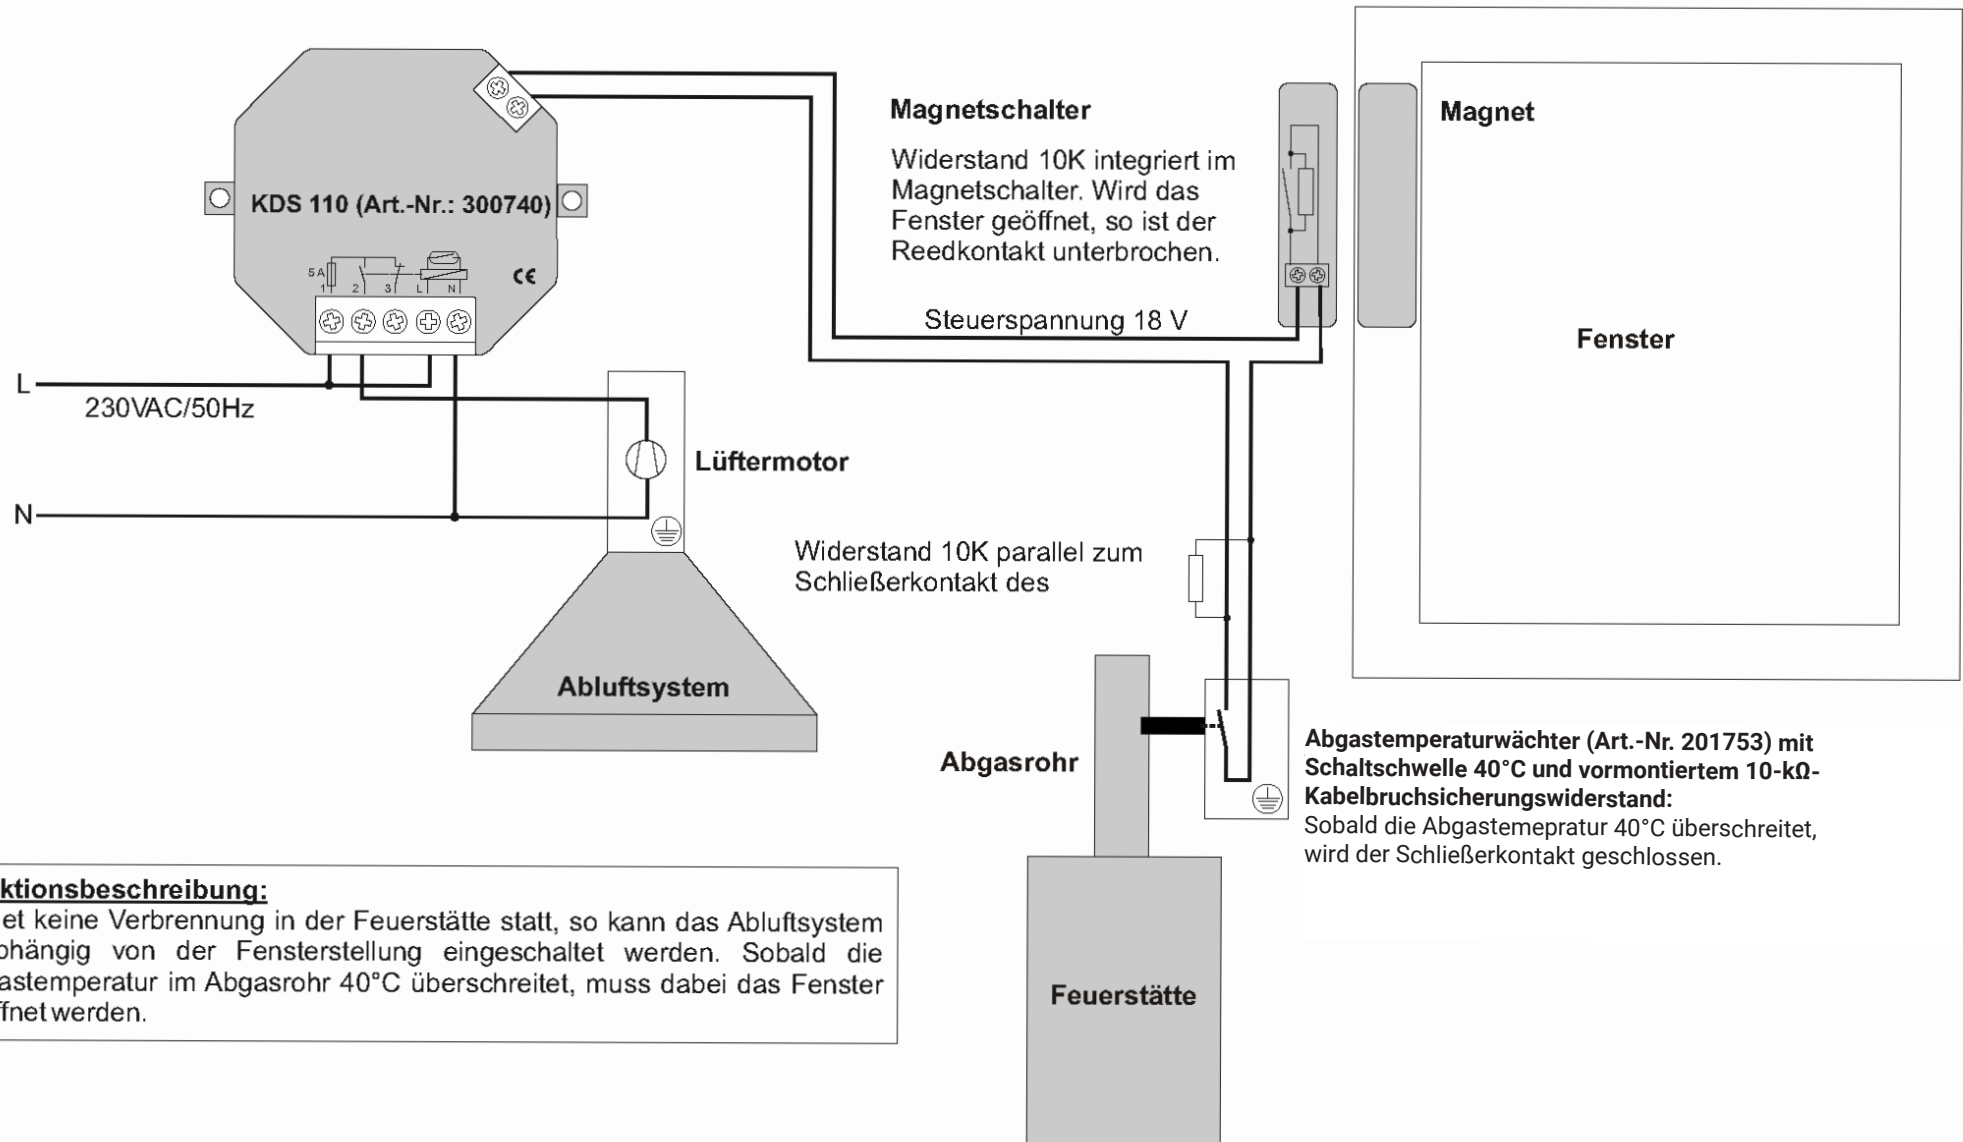 KDS 110 (Art.-Nr.: 300740)
5 A
1 2 3 L N
CE
L
230VAC/50Hz
N
Lüftermotor
Abluftsystem
Magnetschalter
Widerstand 10K integriert im
Magnetschalter. Wird das
Fenster geöffnet, so ist der
Reedkontakt unterbrochen.
Steuerspannung 18 V
Magnet
Fenster
Widerstand 10K parallel zum
Schließerkontakt des
Abgasrohr
Abgastemperaturwächter (Art.-Nr. 201753) mit
Schaltschwelle 40°C und vormontiertem 10-kΩ-
Kabelbruchsicherungswiderstand:
Sobald die Abgastemepratur 40°C überschreitet,
wird der Schließerkontakt geschlossen.
Feuerstätte
ktionsbeschreibung:
et keine Verbrennung in der Feuerstätte statt, so kann das Abluftsystem
hängig von der Fensterstellung eingeschaltet werden. Sobald die
astemperatur im Abgasrohr 40°C überschreitet, muss dabei das Fenster
ffnet werden.